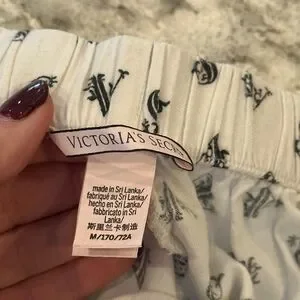 VICTORIA'S SECRET
made in Sri Lanka/
fabriqué au Sri Lanka/
hecho en Sri Lanka/
fabbricato in
Sri Lanka/
斯里兰卡制造
M/170/72A